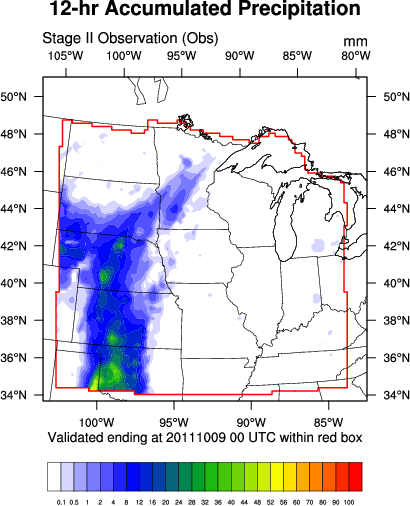 12-hr Accumulated Precipitation
Stage II Observation (Obs) mm
105°W 100°W 95°W 90°W 85°W 80°W
50°N 50°N
48°N 48°N
46°N 46°N
44°N 44°N
42°N 42°N
40°N 40°N
38°N 38°N
36°N 36°N
34°N 34°N
100°W 95°W 90°W 85°W
Validated ending at 20111009 00 UTC within red box
0.1 0.5 1 2 4 8 12 16 20 24 28 32 36 40 44 48 52 56 60 70 80 90 100